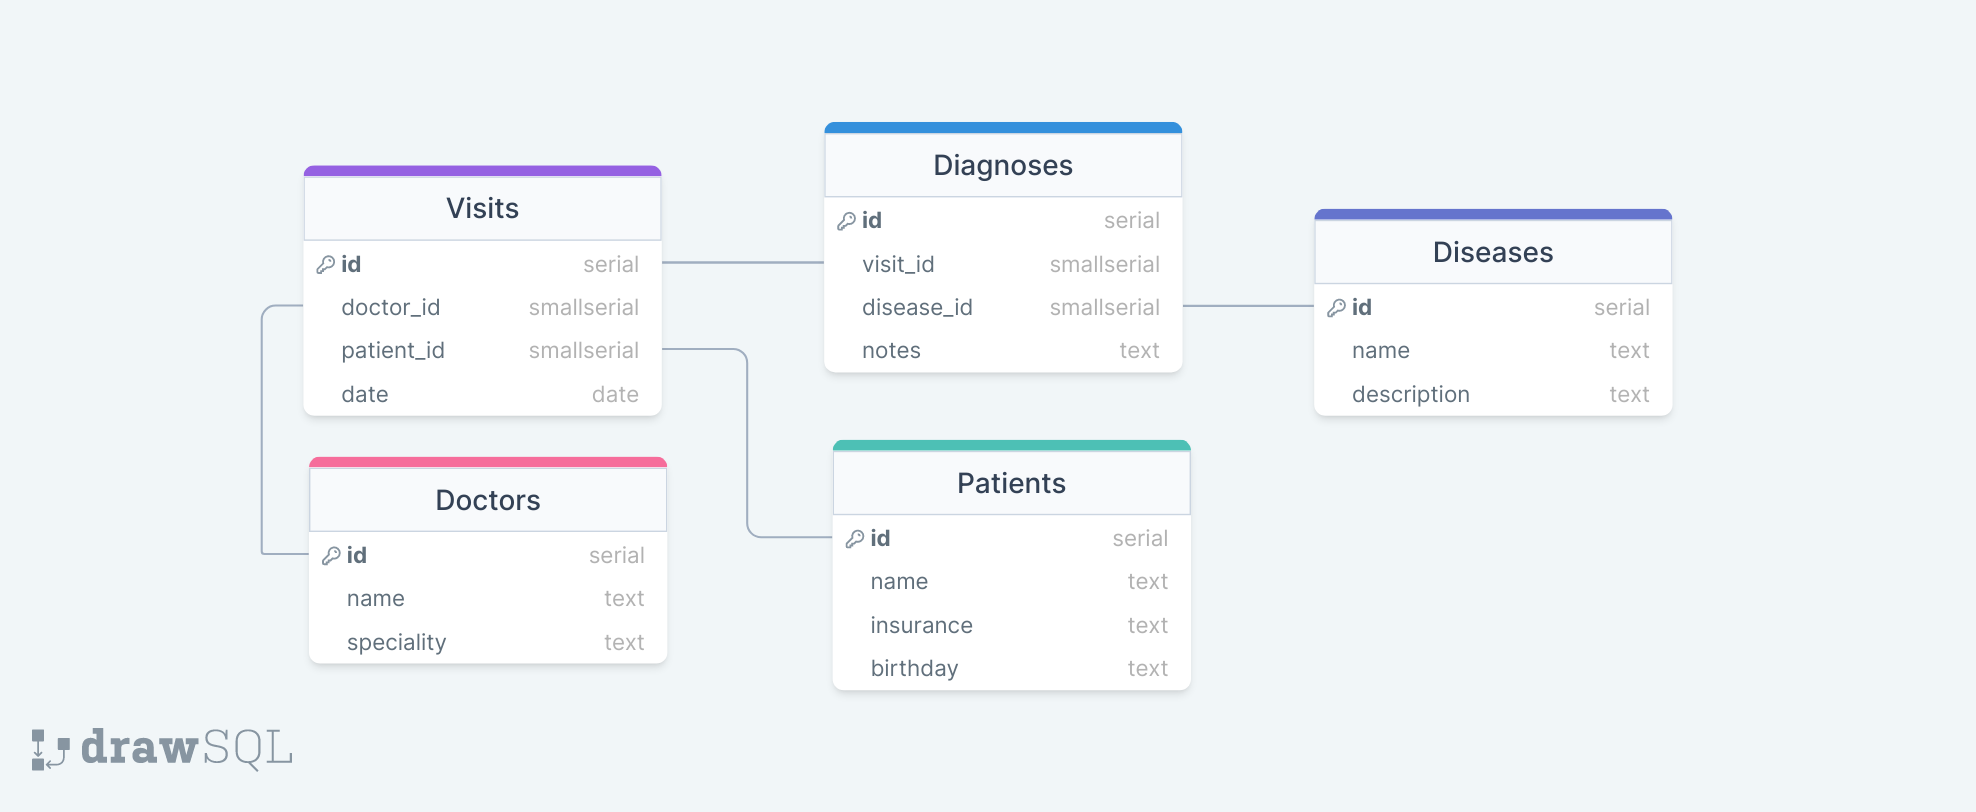 Visits
id serial
doctor_id smallserial
patient_id smallserial
date date
Diagnoses
id serial
visit_id smallserial
disease_id smallserial
notes text
Diseases
id serial
name text
description text
Doctors
id serial
name text
speciality text
Patients
id serial
name text
insurance text
birthday text
drawSQL